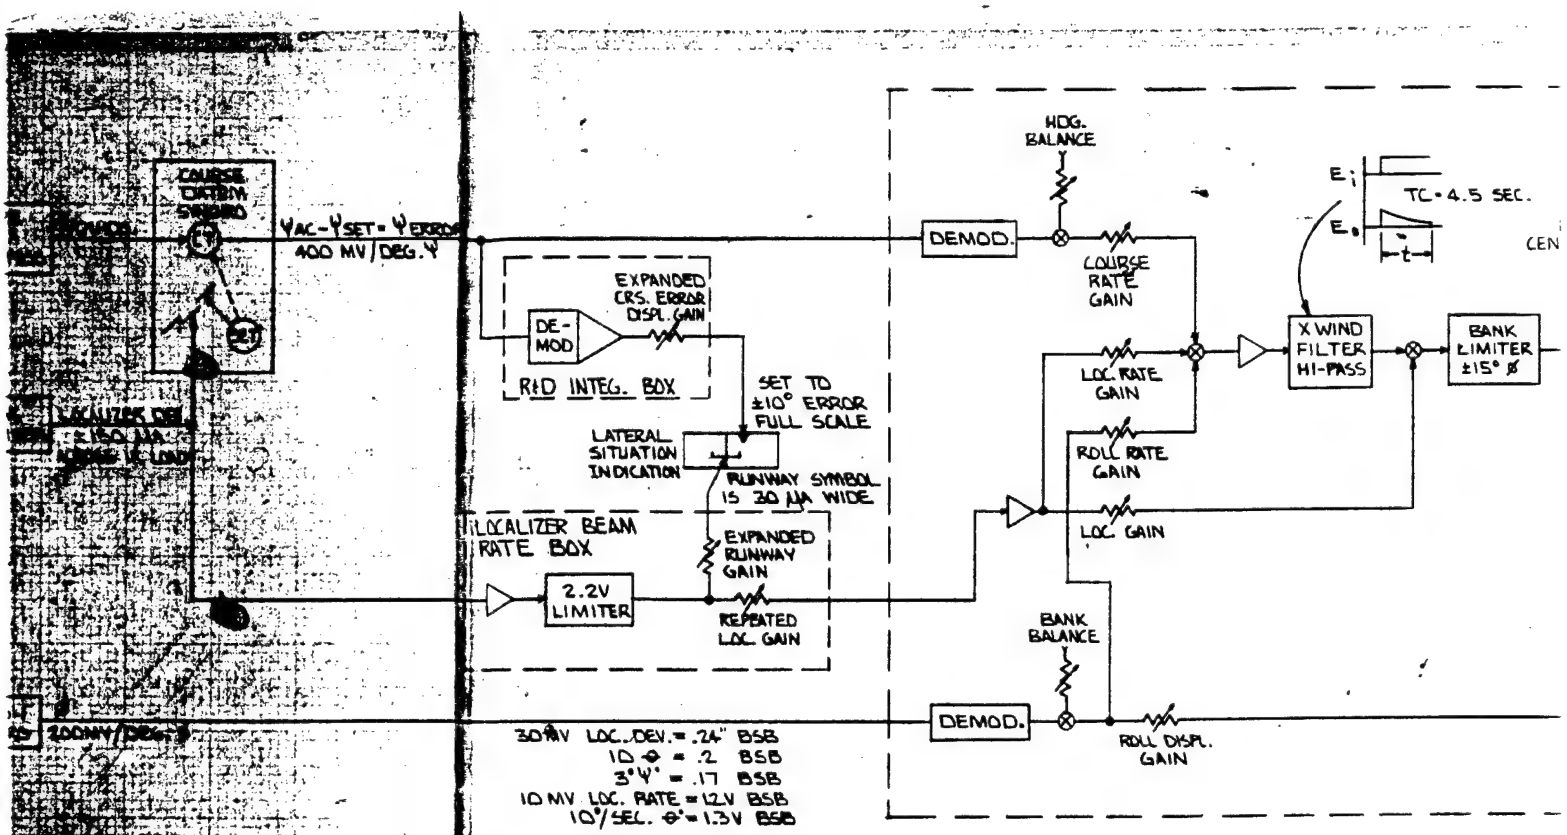 HDG.
BALANCE
COURSE
DATUM
SYNCHRO
CT
SET
ΨAC-ΨSET=ΨERROR
400 MV/DEG.Ψ
DEMOD.
COURSE
RATE
GAIN
Ei
Eo
TC=4.5 SEC.
t
CEN
EXPANDED
CRS. ERROR
DISPL. GAIN
DE-
MOD
R&D INTEG. BOX
SET TO
±10° ERROR
FULL SCALE
LATERAL
SITUATION
INDICATION
RUNWAY SYMBOL
IS 30 μA WIDE
LOC. RATE
GAIN
X WIND
FILTER
HI-PASS
BANK
LIMITER
±15° Ø
ROLL RATE
GAIN
LOC. GAIN
LOCALIZER DEV.
±150 μA
LOAD
LOCALIZER BEAM
RATE BOX
EXPANDED
RUNWAY
GAIN
2.2V
LIMITER
REPEATED
LOC. GAIN
BANK
BALANCE
DEMOD.
ROLL DISPL.
GAIN
200MV/DEG.
LOC. DEV. = .24" BSB
= .2 BSB
3°Ψ = .17 BSB
10 MV LOC. RATE = 1.2V BSB
10°/SEC. = 1.3V BSB